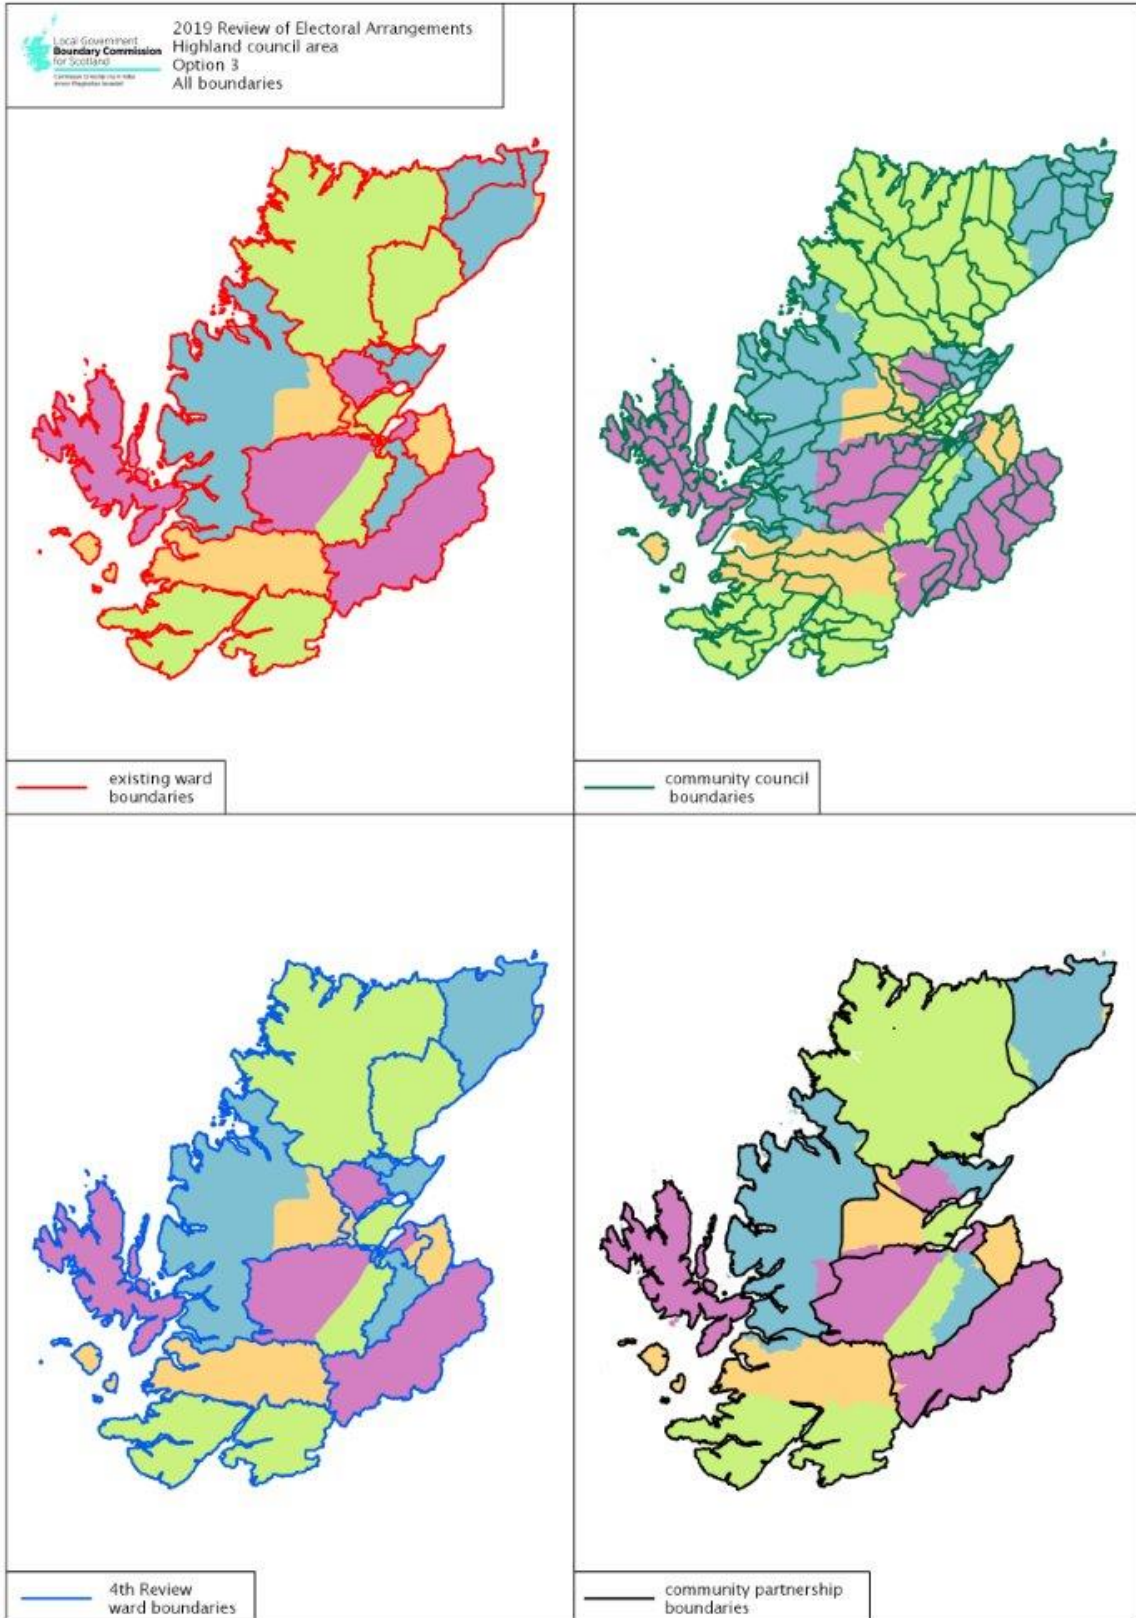 Local Government
Boundary Commission
for Scotland
2019 Review of Electoral Arrangements
Highland council area
Option 3
All boundaries
existing ward
boundaries
community council
boundaries
4th Review
ward boundaries
community partnership
boundaries